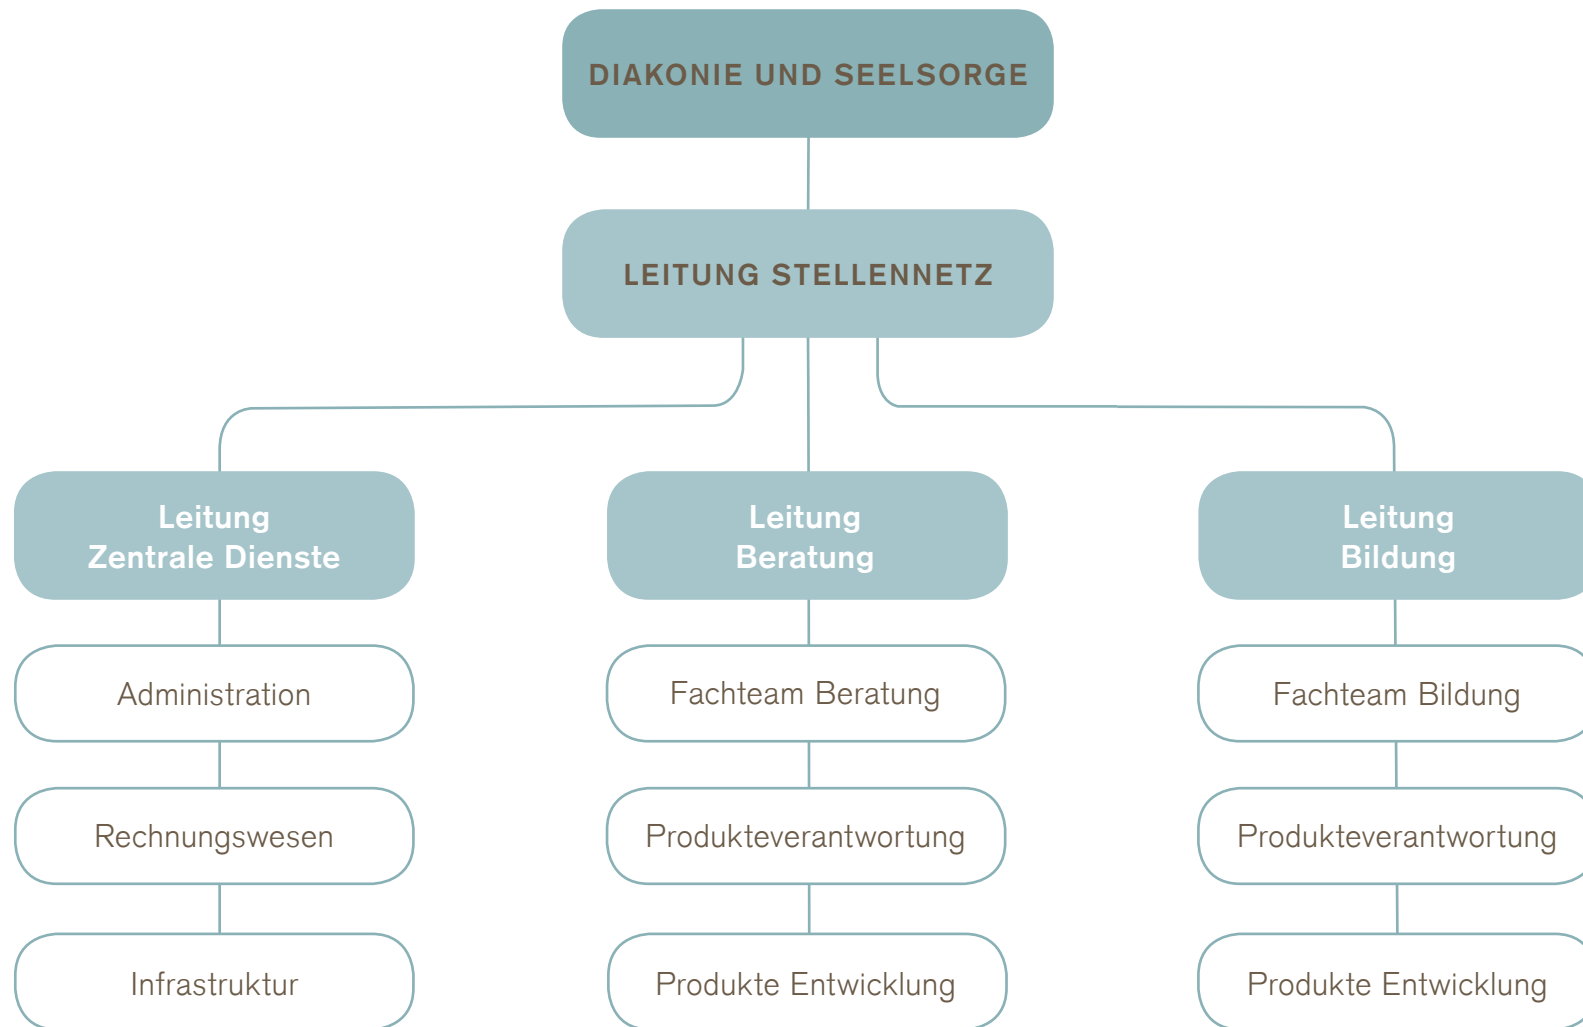 DIAKONIE UND SEELSORGE
LEITUNG STELLENNETZ
Leitung
Zentrale Dienste
Leitung
Beratung
Leitung
Bildung
Administration
Fachteam Beratung
Fachteam Bildung
Rechnungswesen
Produkteverantwortung
Produkteverantwortung
Infrastruktur
Produkte Entwicklung
Produkte Entwicklung